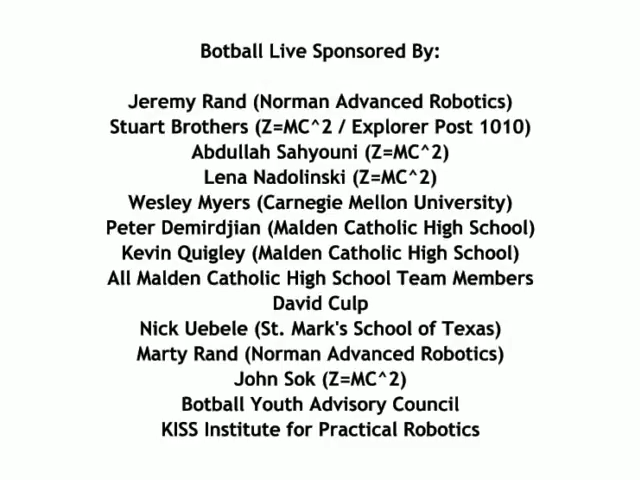 Botball Live Sponsored By:
Jeremy Rand (Norman Advanced Robotics)
Stuart Brothers (Z=MC^2 / Explorer Post 1010)
Abdullah Sahyouni (Z=MC^2)
Lena Nadolinski (Z=MC^2)
Wesley Myers (Carnegie Mellon University)
Peter Demirdjian (Malden Catholic High School)
Kevin Quigley (Malden Catholic High School)
All Malden Catholic High School Team Members
David Culp
Nick Uebele (St. Mark's School of Texas)
Marty Rand (Norman Advanced Robotics)
John Sok (Z=MC^2)
Botball Youth Advisory Council
KISS Institute for Practical Robotics